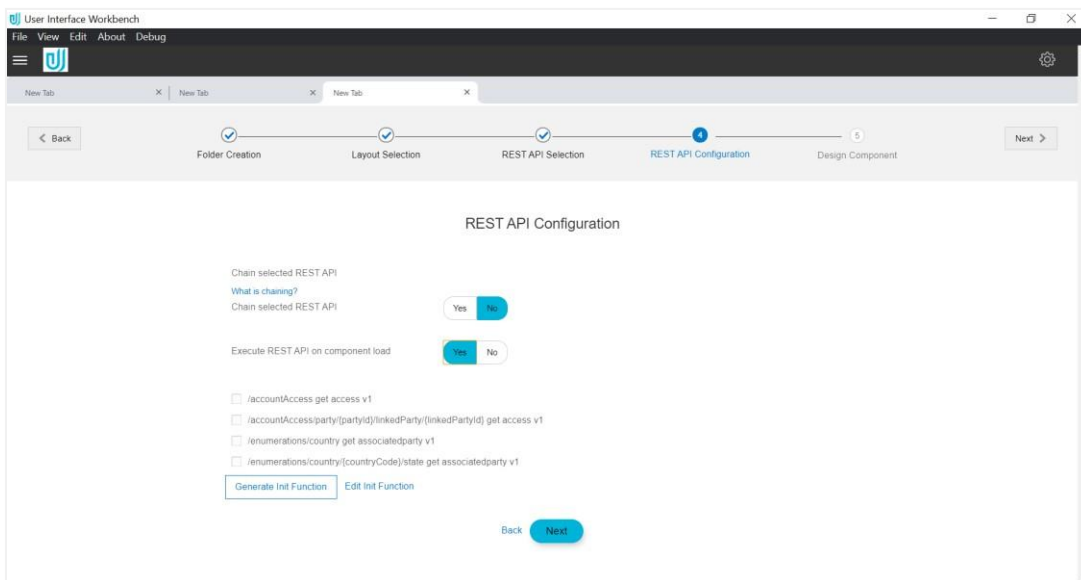 User Interface Workbench
File View Edit About Debug
New Tab New Tab New Tab
Back
4
5
Next
Folder Creation Layout Selection REST API Selection REST API Configuration Design Component
REST API Configuration
Chain selected REST API
What is chaining?
Chain selected REST API Yes No
Execute REST API on component load Yes No
/accountAccess get access v1
/accountAccess/party/{partyId}/linkedParty/{linkedPartyId} get access v1
/enumerations/country get associatedparty v1
/enumerations/country/{countryCode}/state get associatedparty v1
Generate Init Function Edit Init Function
Back Next